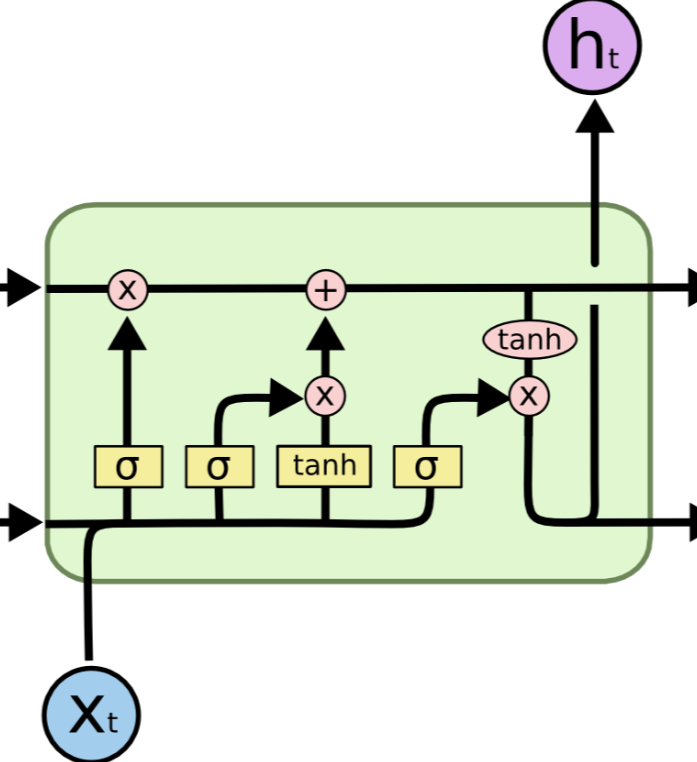 ht
x +
tanh
x x
σ σ tanh σ
Xt